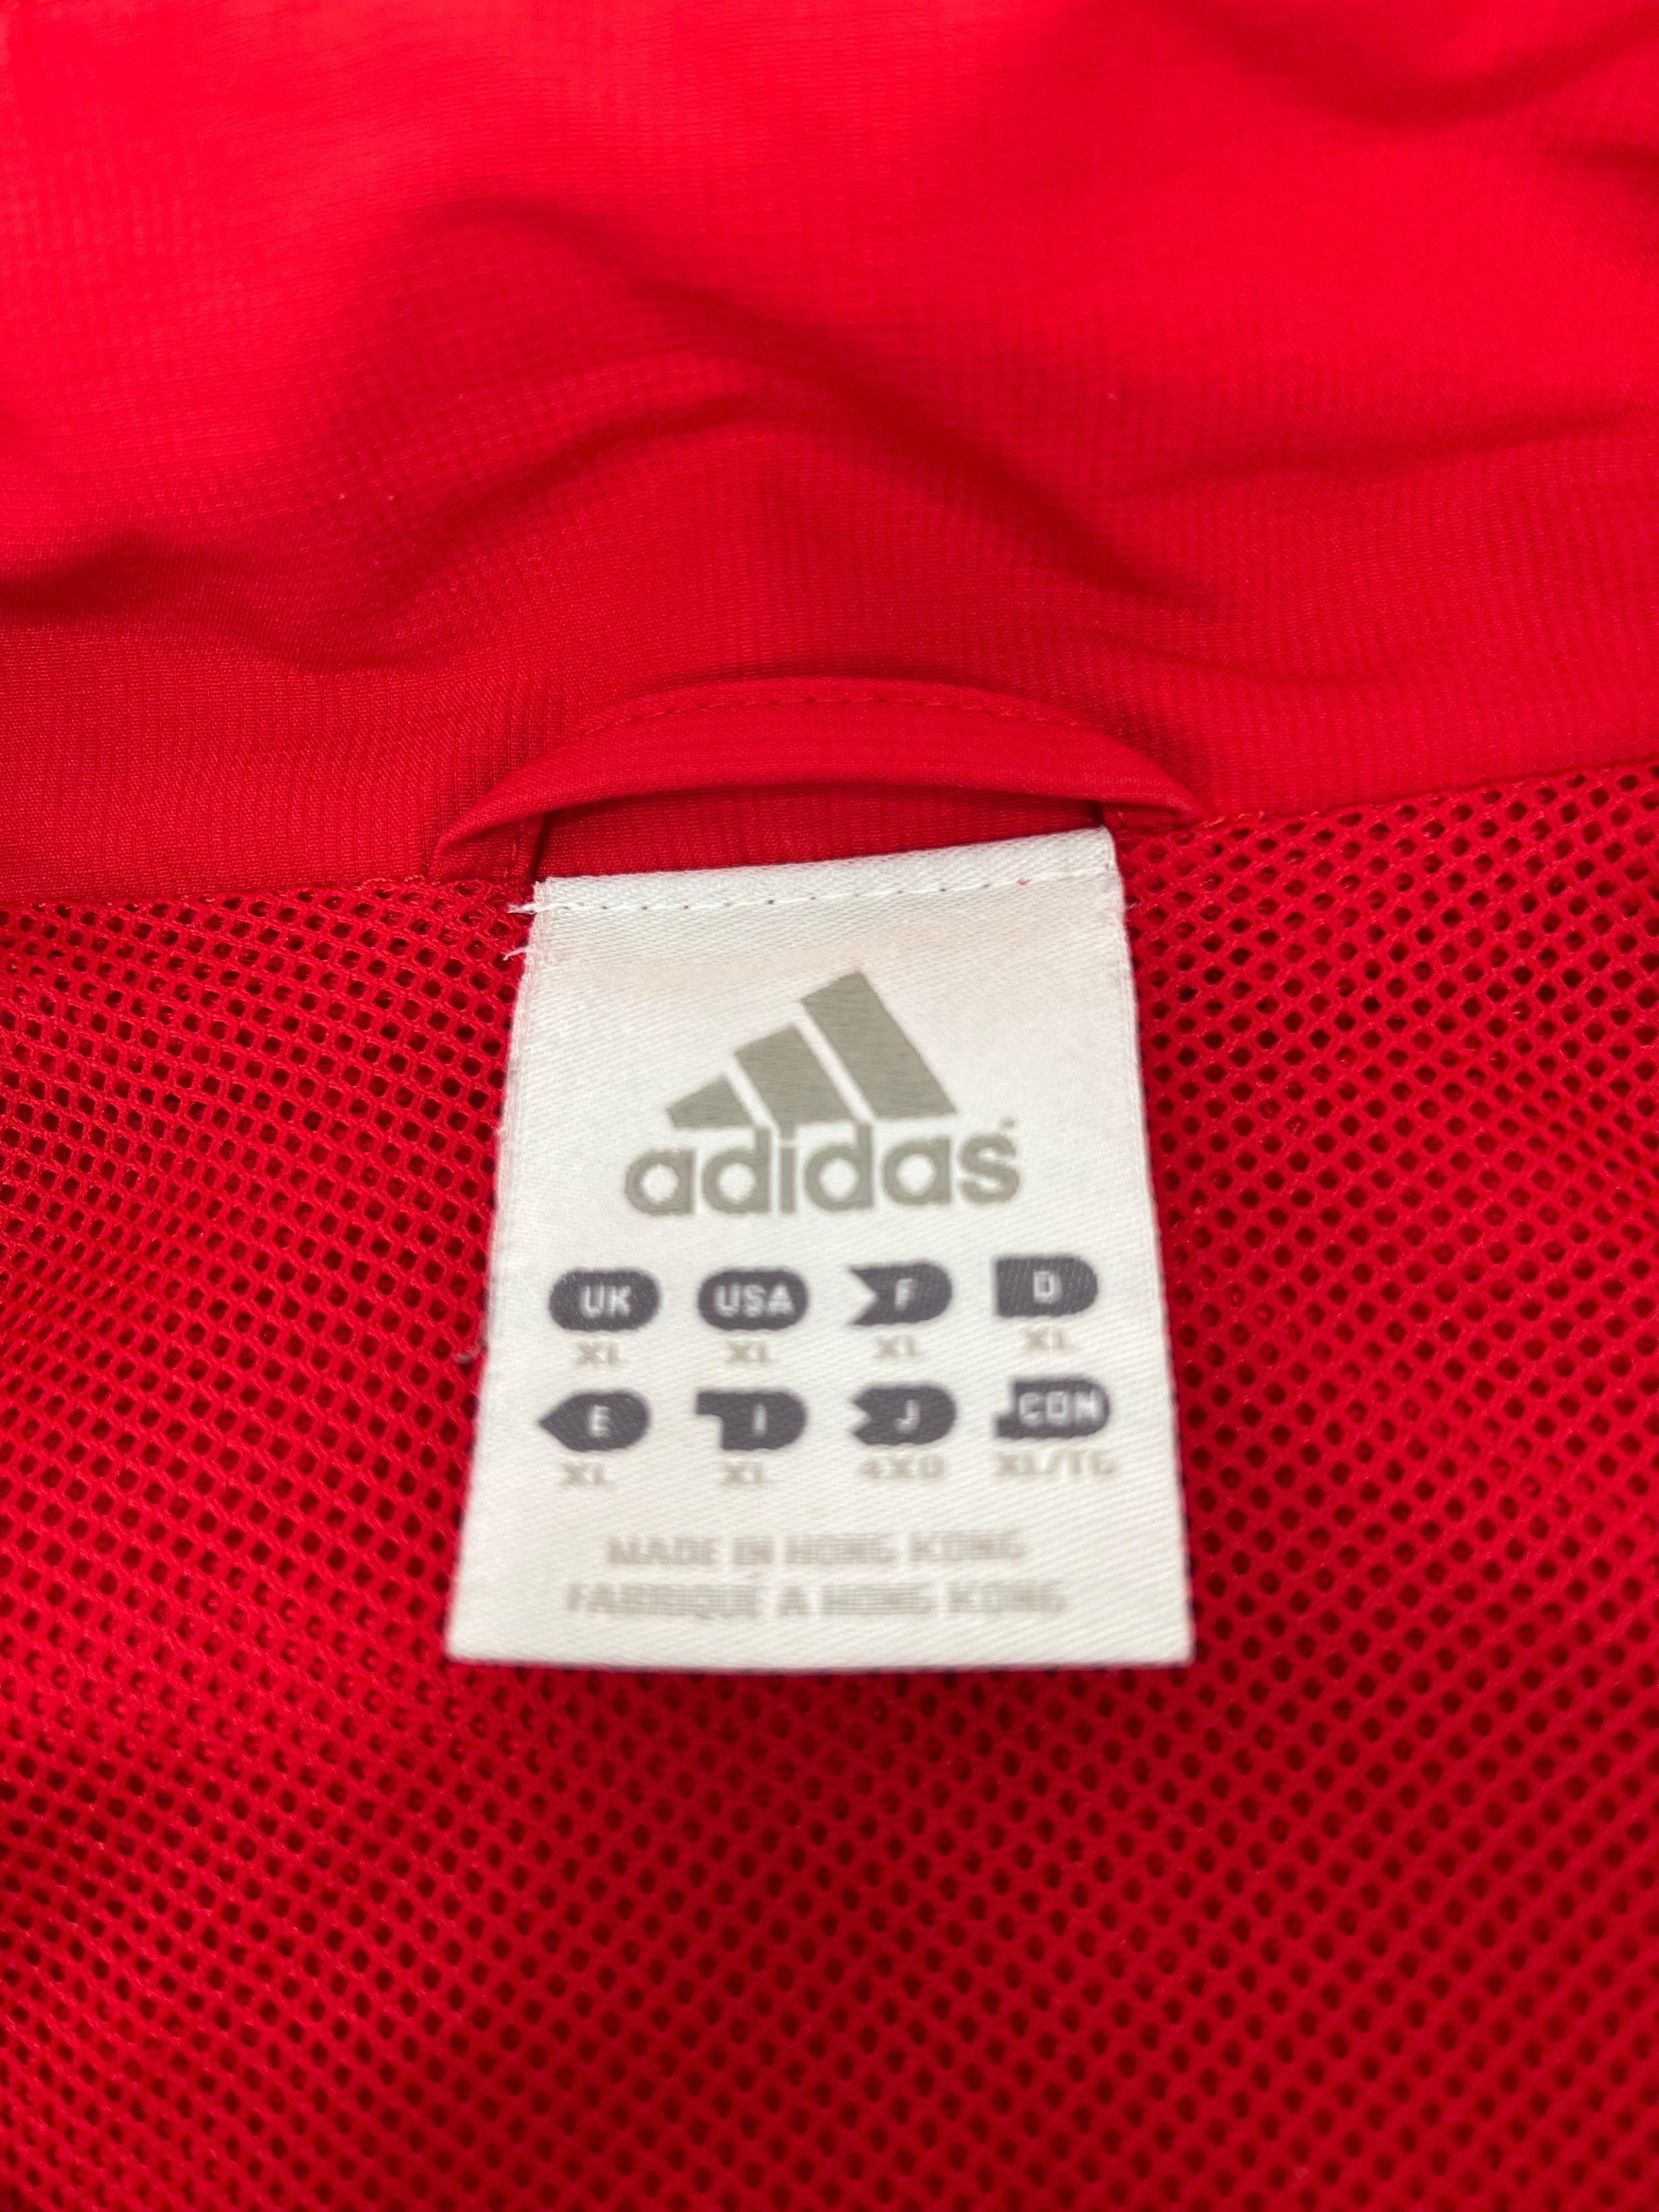 adidas
UK USA F D
XL XL XL XL
E I J CDN
XL XL 4XO XL/TG
MADE IN HONG KONG
FABRIQUÉ A HONG KONG